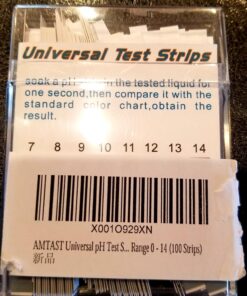 Universal Test Strips
soak a pH in the tested liquid for
one second,then compare it with the
standard color chart,obtain the
result.
7 8 9 10 11 12 13 14
X001O929XN
AMTAST Universal pH Test S... Range 0 - 14 (100 Strips)
新品